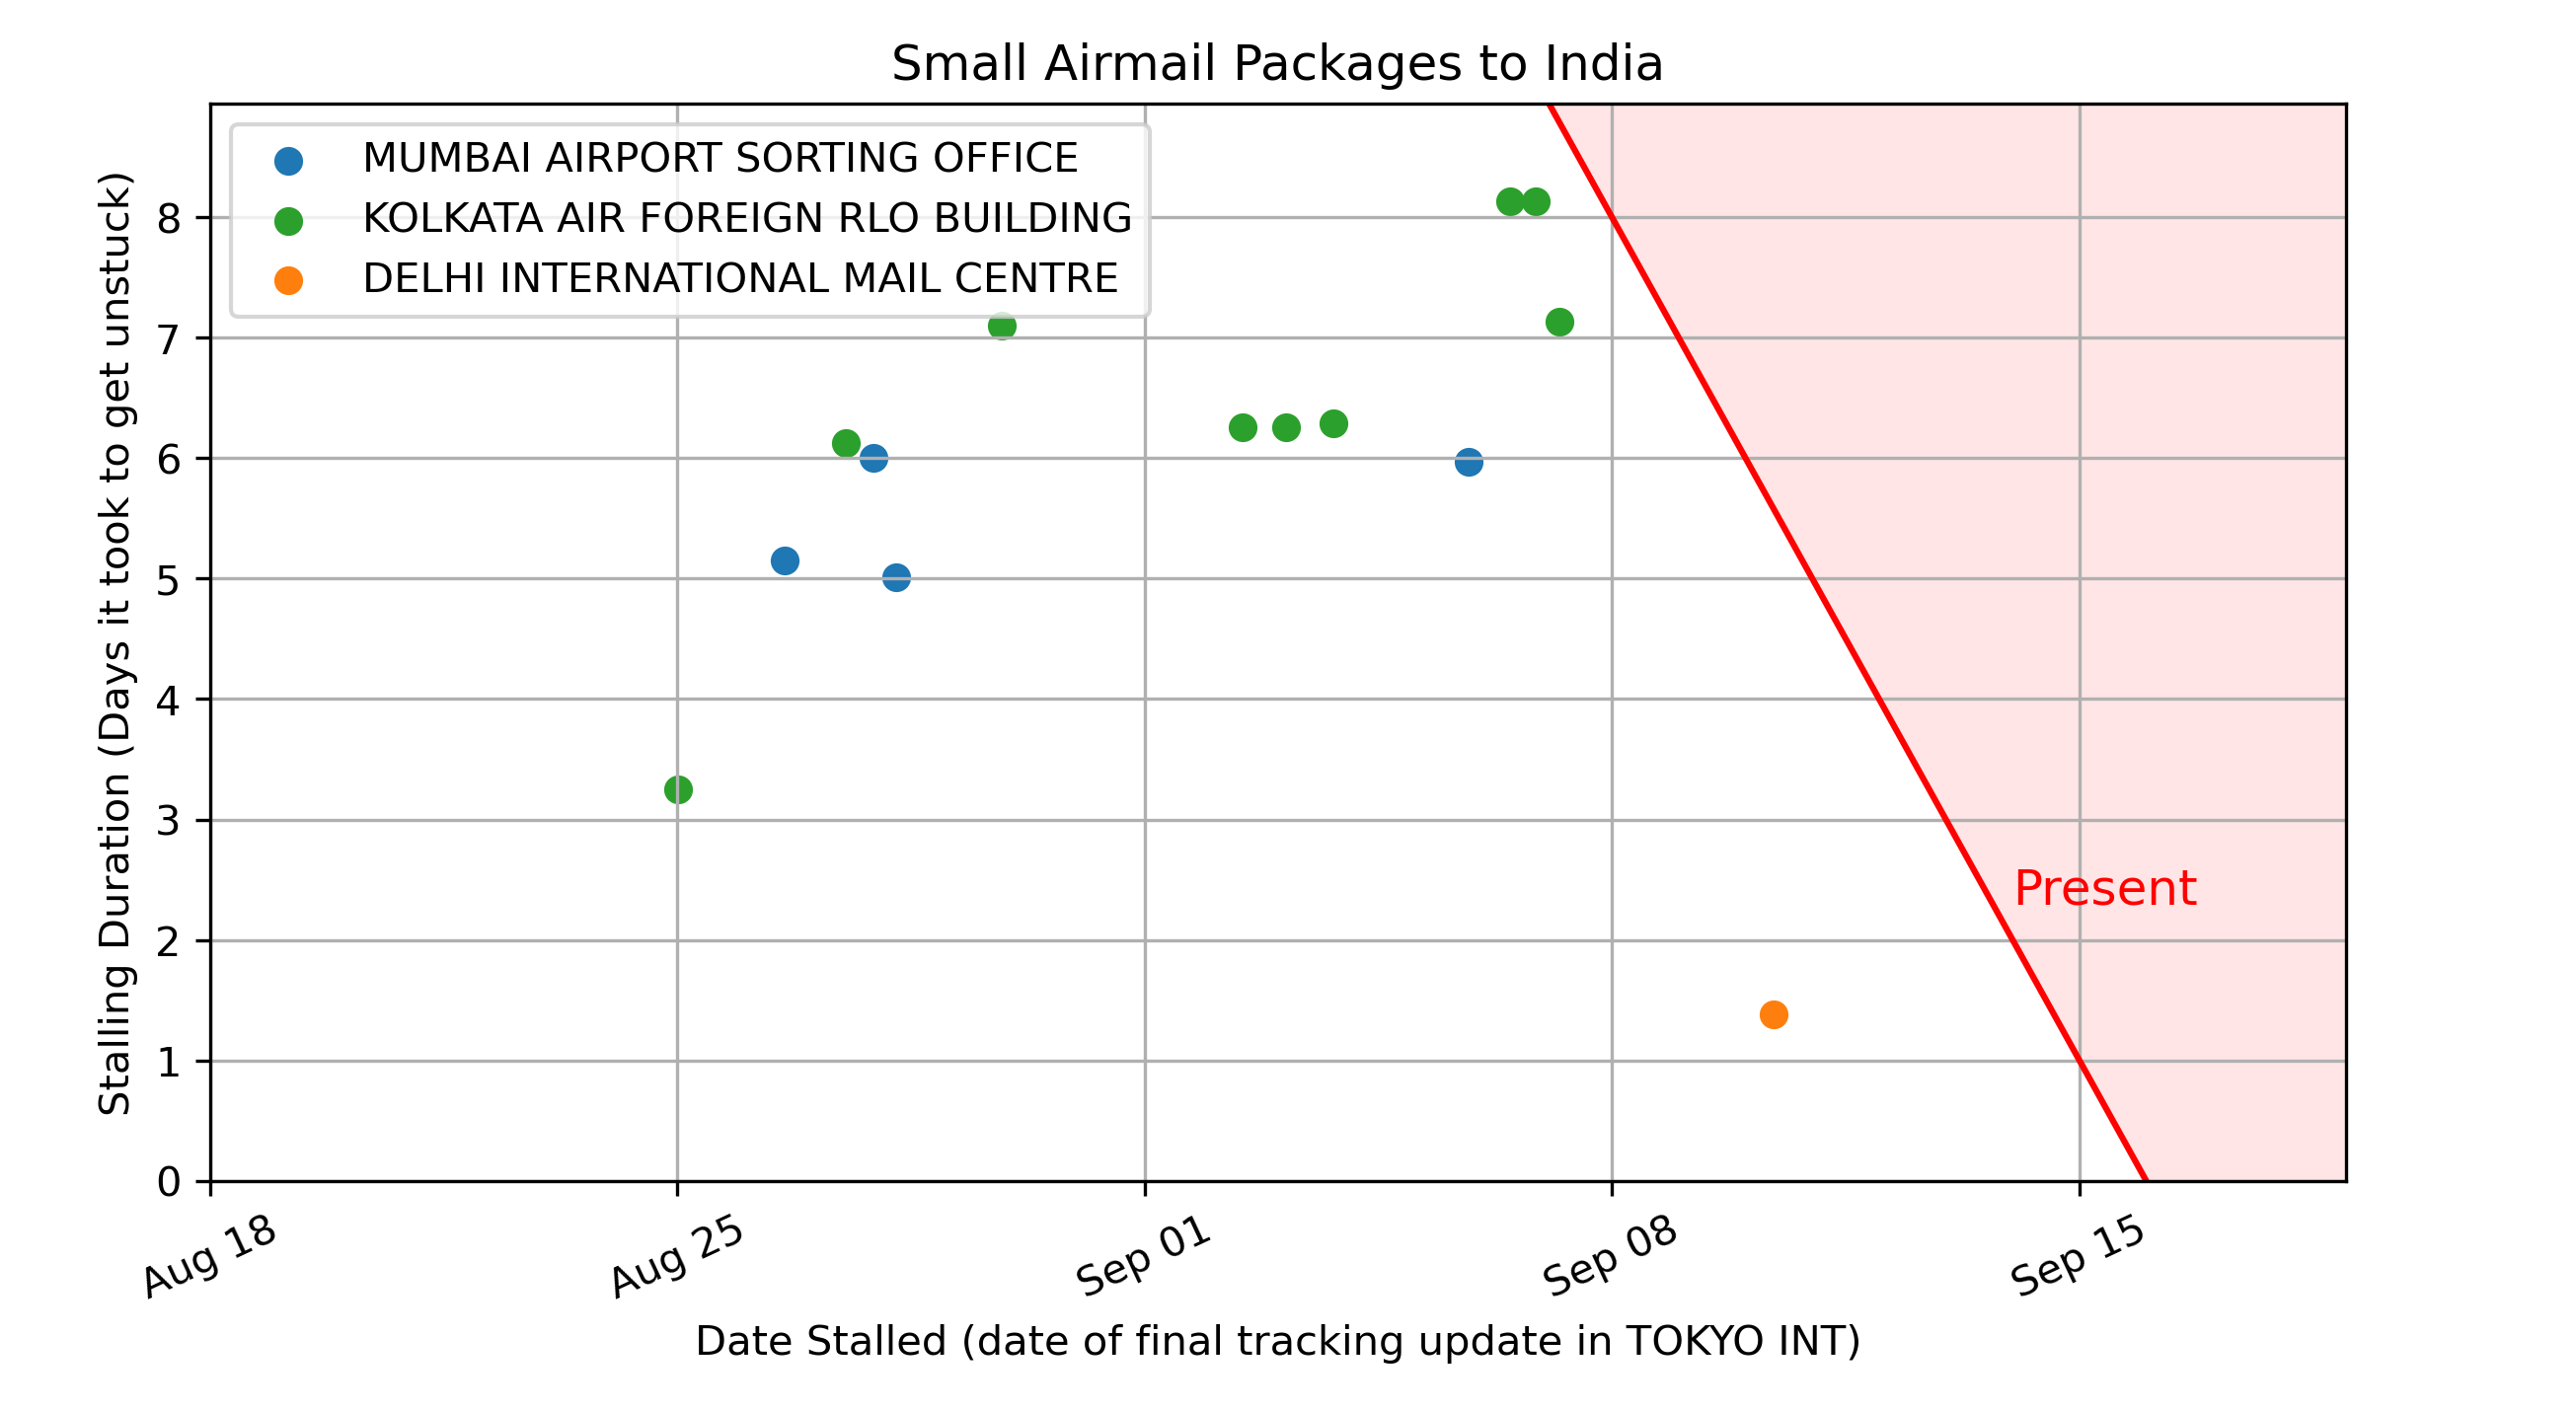 Small Airmail Packages to India
MUMBAI AIRPORT SORTING OFFICE
KOLKATA AIR FOREIGN RLO BUILDING
DELHI INTERNATIONAL MAIL CENTRE
Stalling Duration (Days it took to get unstuck)
8
7
6
5
4
3
2
1
0
Present
Aug 18
Aug 25
Sep 01
Sep 08
Sep 15
Date Stalled (date of final tracking update in TOKYO INT)